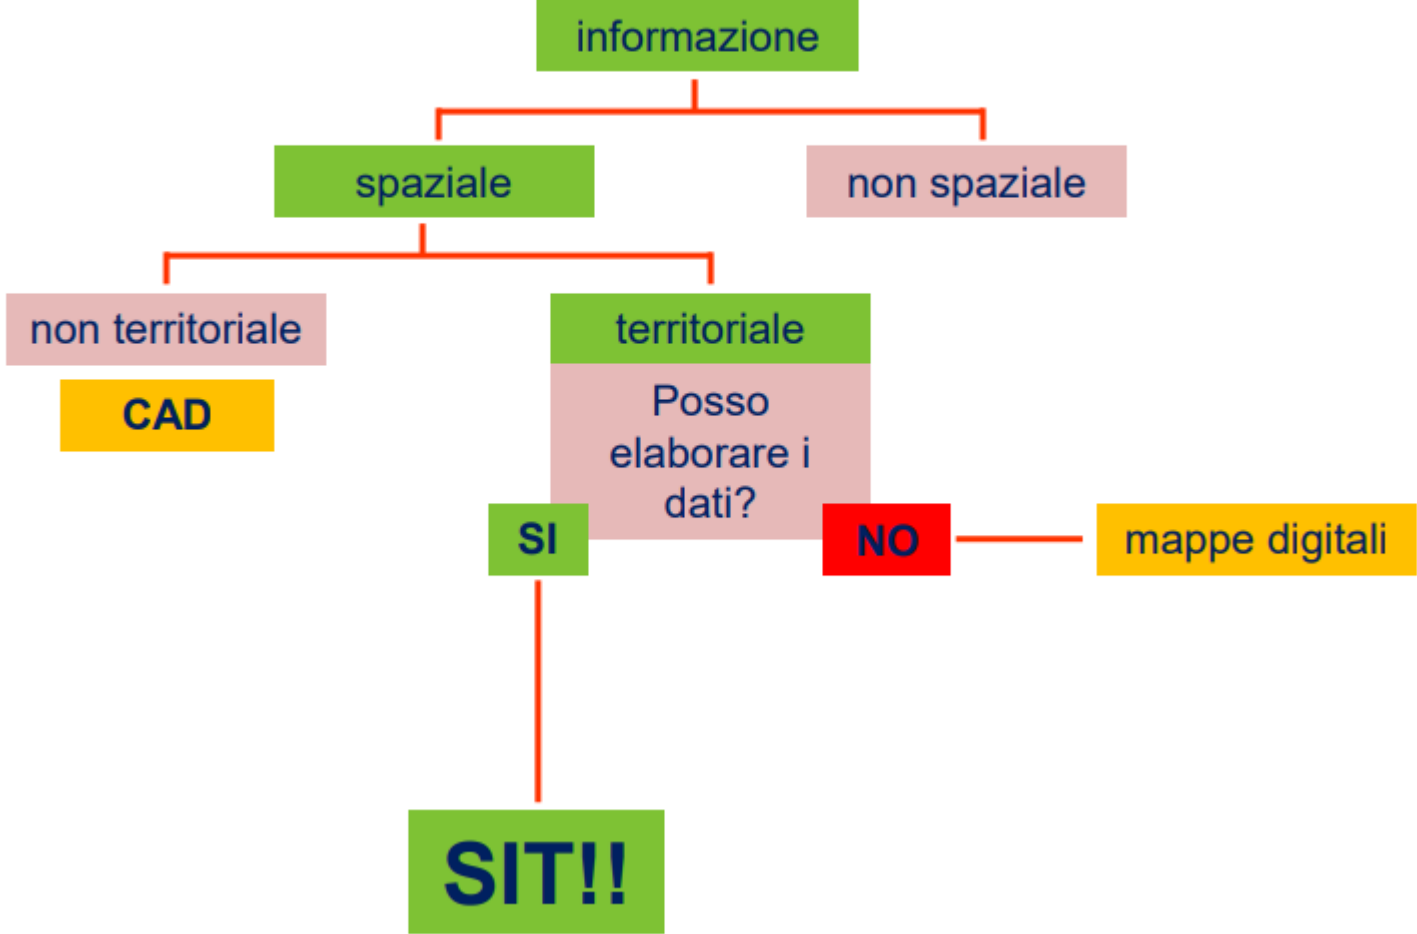 informazione
spaziale
non spaziale
non territoriale
territoriale
CAD
Posso
elaborare i
dati?
SI
NO
mappe digitali
SIT!!